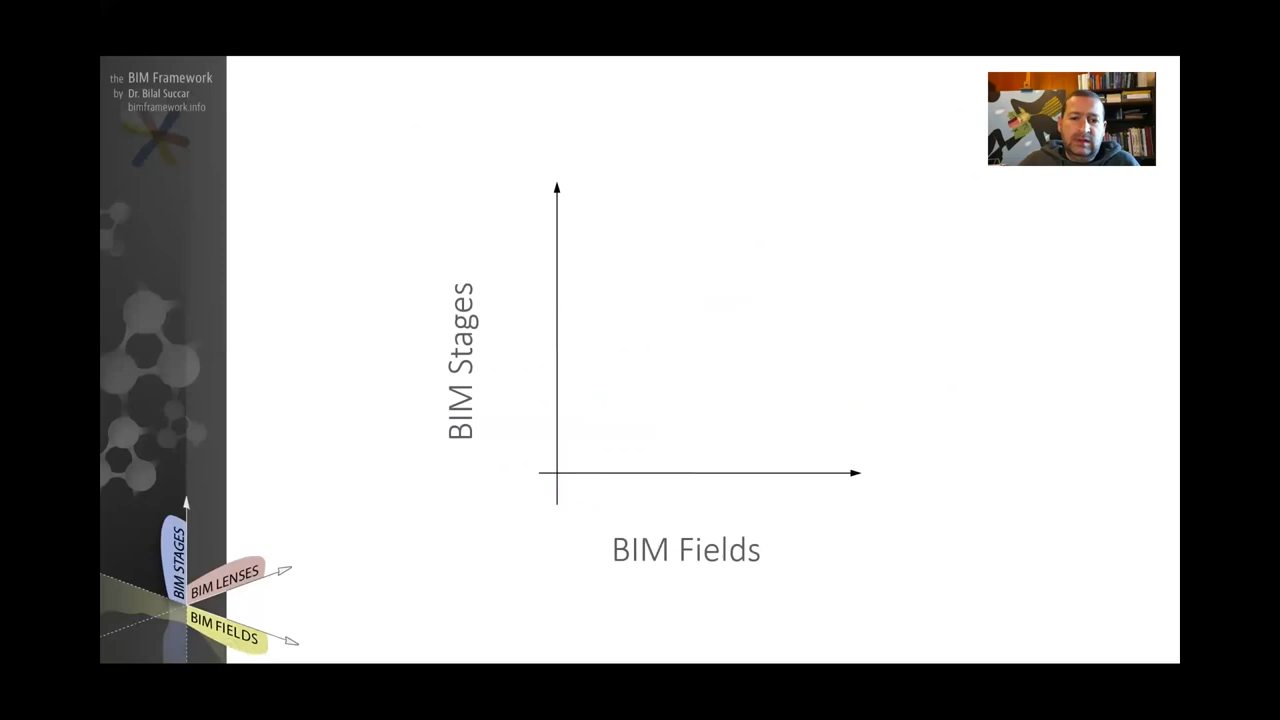 the BIM Framework
by Dr. Bilal Succar
bimframework.info
BIM Stages
BIM Fields
BIM STAGES
BIM LENSES
BIM FIELDS